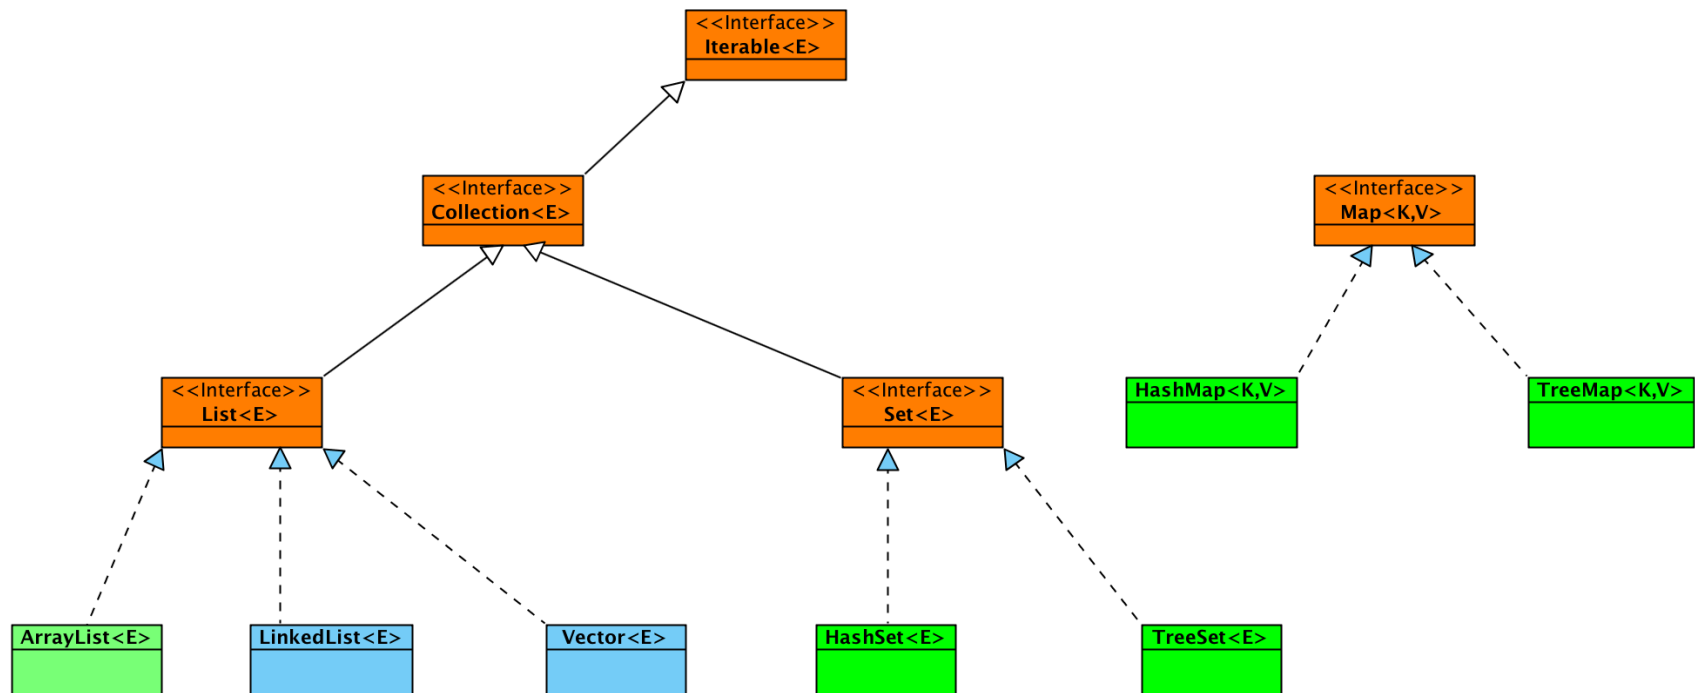 <<Interface>>
Iterable<E>
<<Interface>>
Collection<E>
<<Interface>>
Map<K,V>
<<Interface>>
List<E>
<<Interface>>
Set<E>
HashMap<K,V>
TreeMap<K,V>
ArrayList<E>
LinkedList<E>
Vector<E>
HashSet<E>
TreeSet<E>